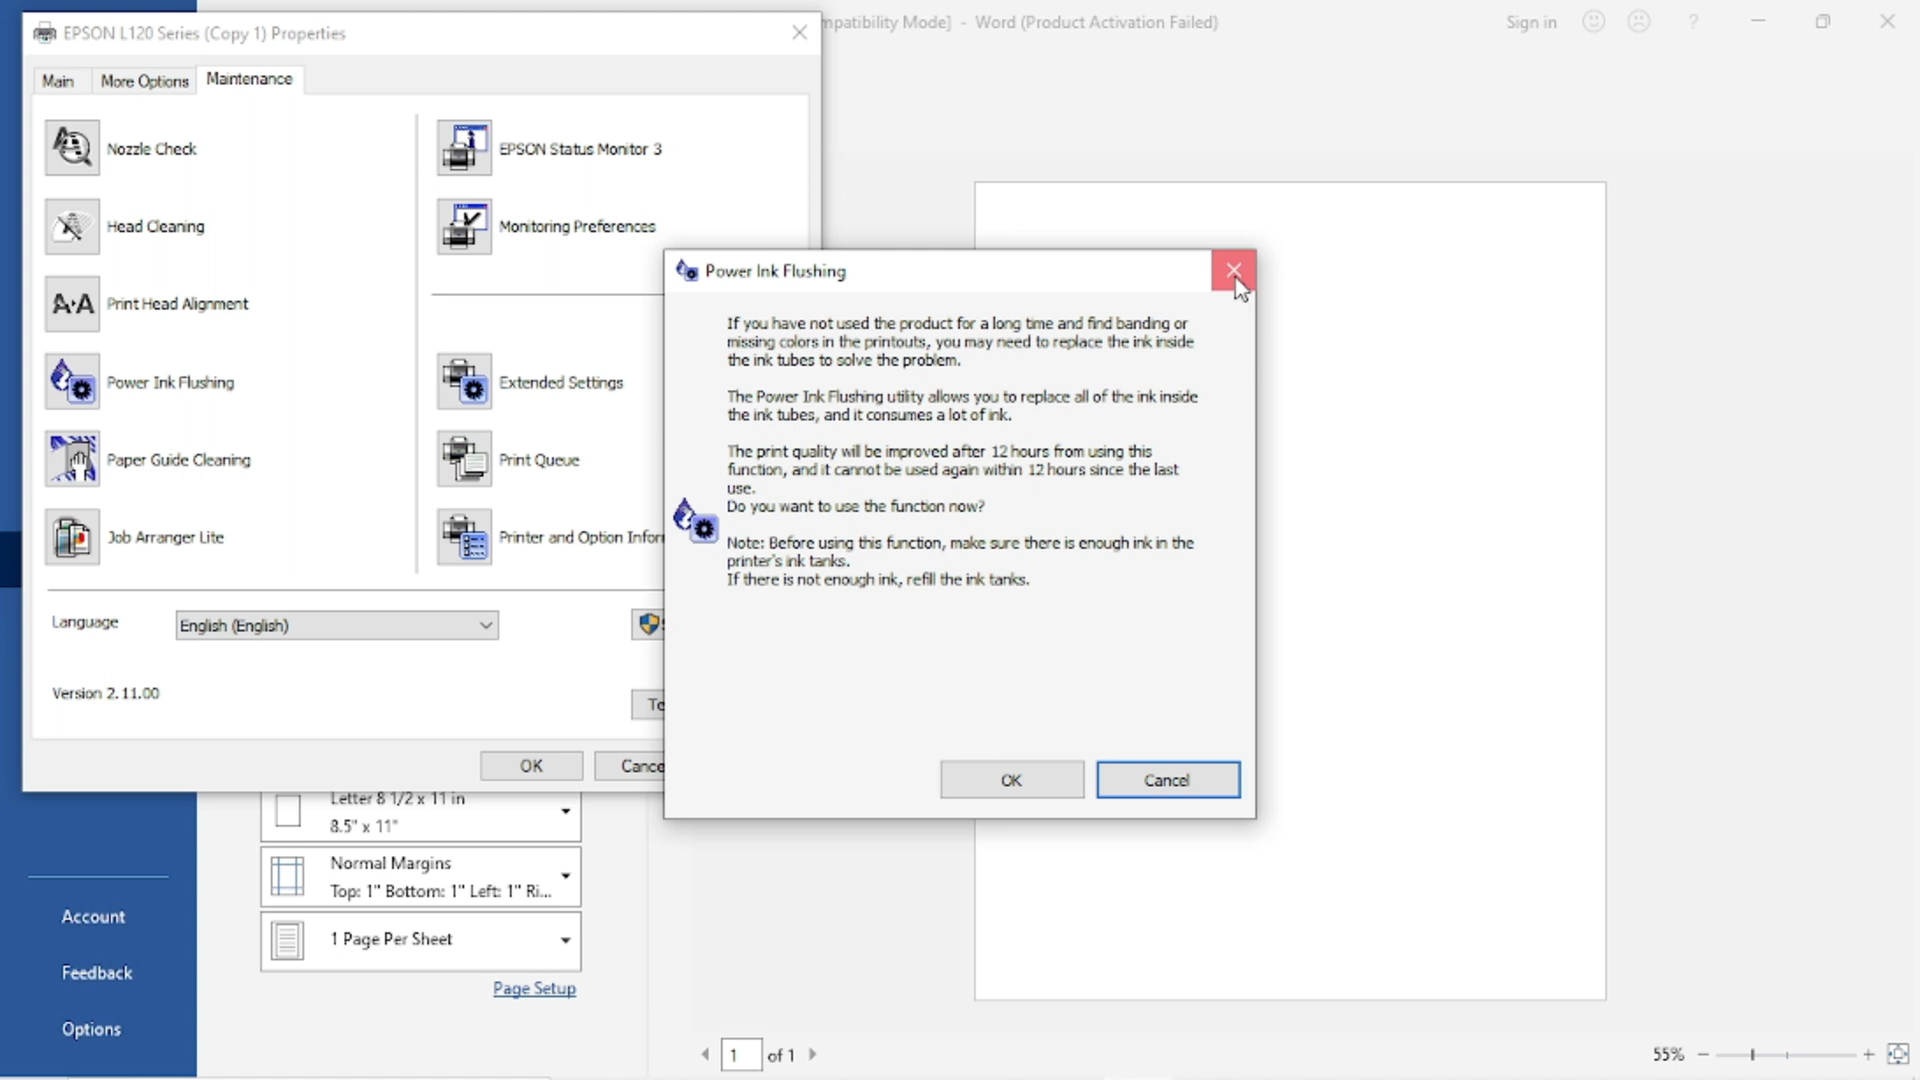 EPSON L120 Series (Copy 1) Properties
mpatibility Mode] - Word (Product Activation Failed)
Sign in
?
Main
More Options
Maintenance
Nozzle Check
EPSON Status Monitor 3
Head Cleaning
Monitoring Preferences
Print Head Alignment
Power Ink Flushing
Extended Settings
Paper Guide Cleaning
Print Queue
Job Arranger Lite
Printer and Option Infor
Language
English (English)
Version 2.11.00
Te
OK
Cance
Power Ink Flushing
If you have not used the product for a long time and find banding or
missing colors in the printouts, you may need to replace the ink inside
the ink tubes to solve the problem.
The Power Ink Flushing utility allows you to replace all of the ink inside
the ink tubes, and it consumes a lot of ink.
The print quality will be improved after 12 hours from using this
function, and it cannot be used again within 12 hours since the last
use.
Do you want to use the function now?
Note: Before using this function, make sure there is enough ink in the
printer's ink tanks.
If there is not enough ink, refill the ink tanks.
OK
Cancel
Letter 8 1/2 x 11 in
8.5" x 11"
Normal Margins
Top: 1" Bottom: 1" Left: 1" Ri...
1 Page Per Sheet
Page Setup
Account
Feedback
Options
1 of 1
55%